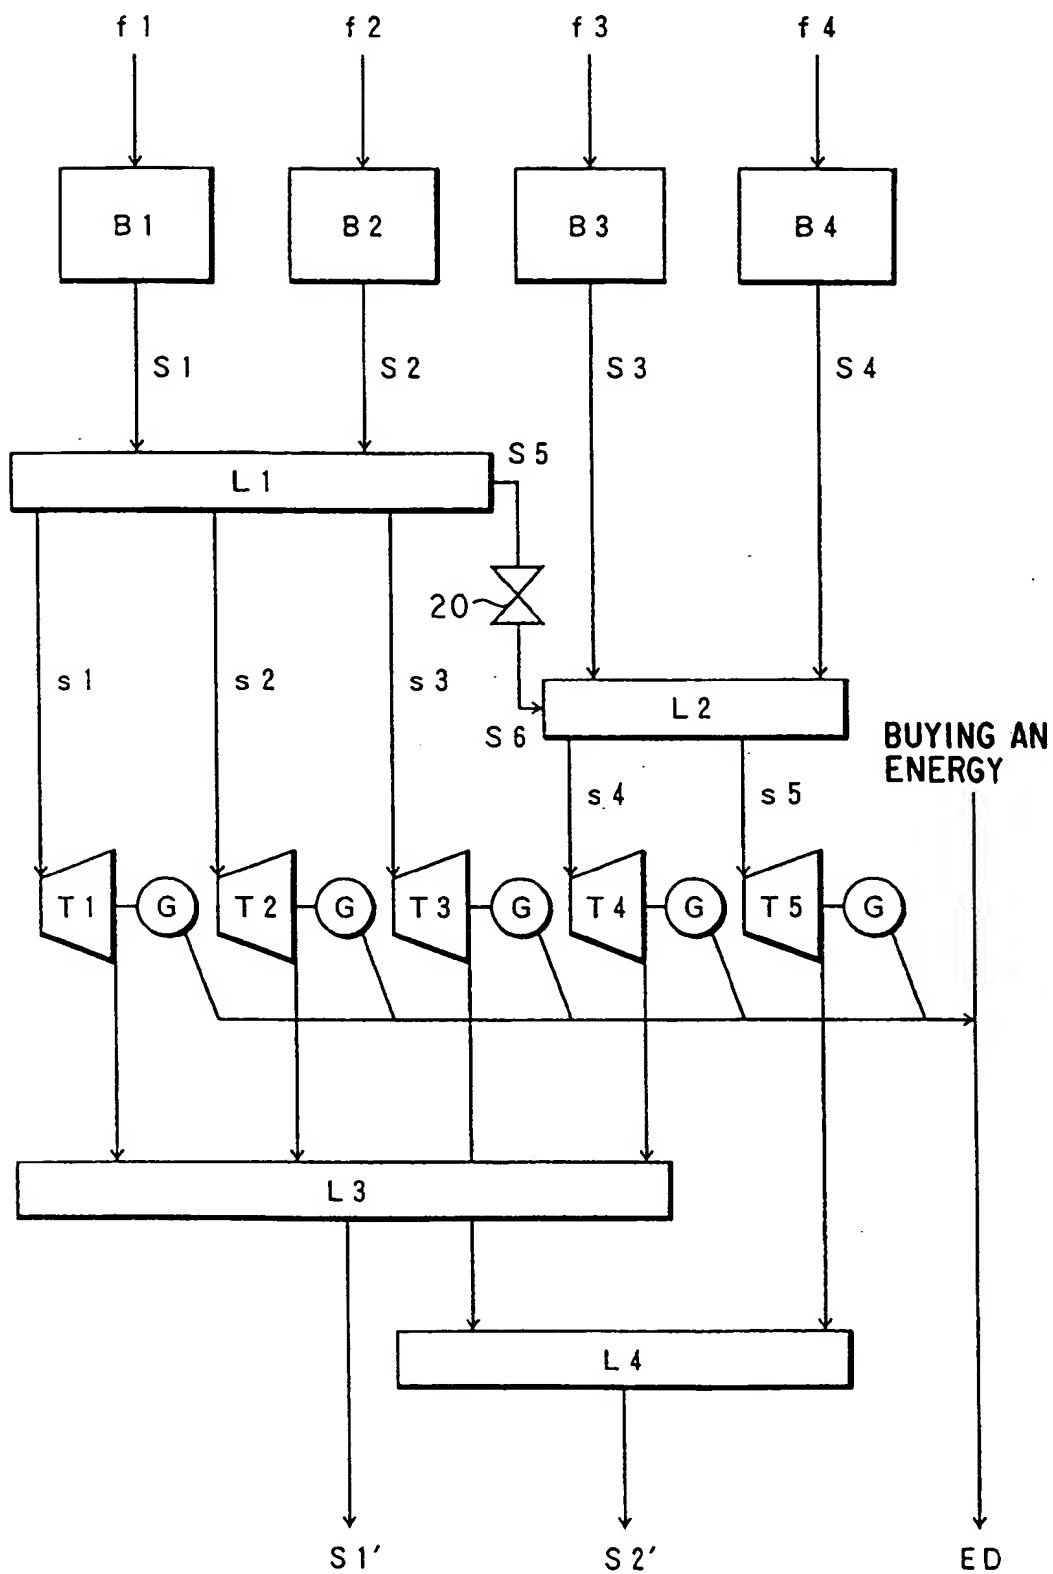 f1 f2 f3 f4
B1 B2 B3 B4
S1 S2 S3 S4
S5
L1
20
s1 s2 s3
L2
S6
BUYING AN
ENERGY
s4 s5
T1 G T2 G T3 G T4 G T5 G
L3
L4
S1' S2' ED